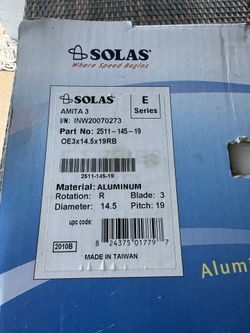 SOLAS
Where Speed Begins
SOLAS
E
Series
AMITA 3
I/N: INW20070273
Part No: 2511-145-19
OE3x14.5x19RB
2511-145-19
Material: ALUMINUM
Rotation: R Blade: 3
Diameter: 14.5 Pitch: 19
upc code:
8 24375 01779 7
2010B
MADE IN TAIWAN
Alumi